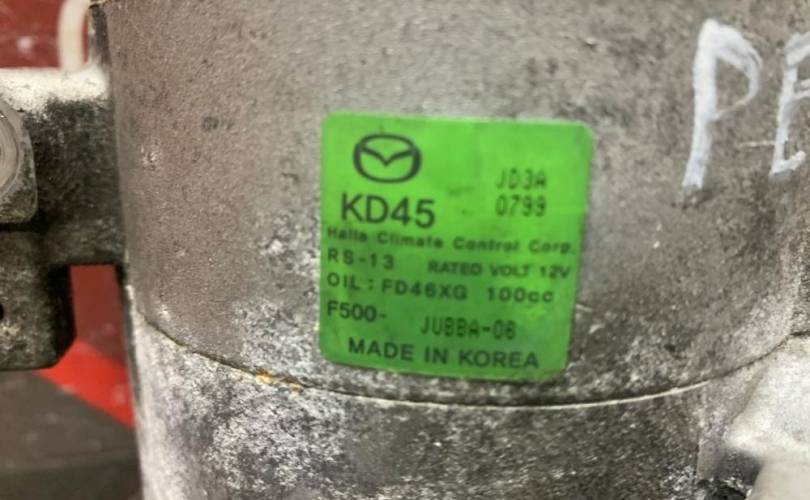 JD3A
KD45 0799
Halla Climate Control Corp.
RS-13 RATED VOLT 12V
OIL : FD46XG 100cc
F500- JUBBA-06
MADE IN KOREA
PE